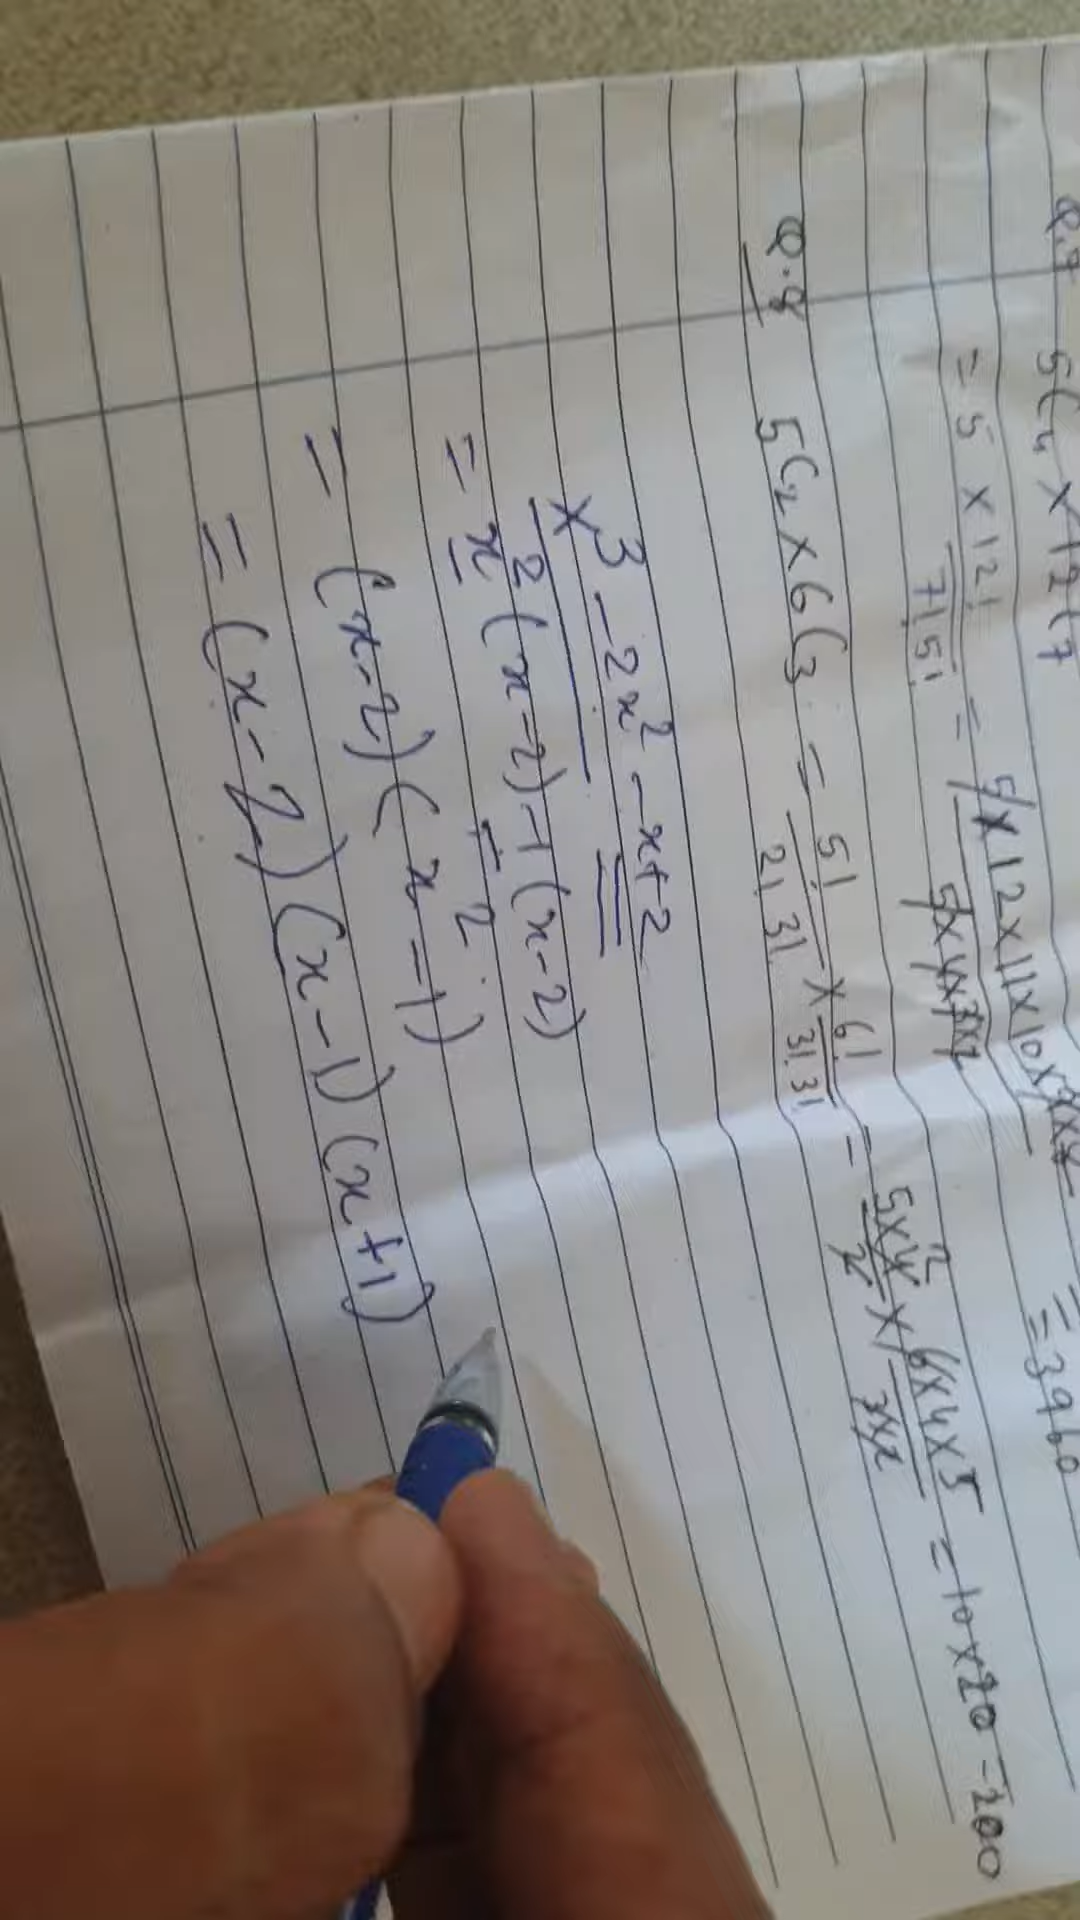 Q.7 5C4 × 12C7
= 5 × 12! / 7! 5! = 5 × 12×11×10×9×8 / 5×4×3×2 = 3960
Q.8 5C2 × 6C3 = 5! / 2! 3! × 6! / 3! 3! = 5×4² / 2 × 6×4×5 / 3×2 = 10×20 = 200
x³ - 2x² - x + 2
= x² (x-2) -1 (x-2)
= (x-2) (x² - 1)
= (x-2) (x-1) (x+1)